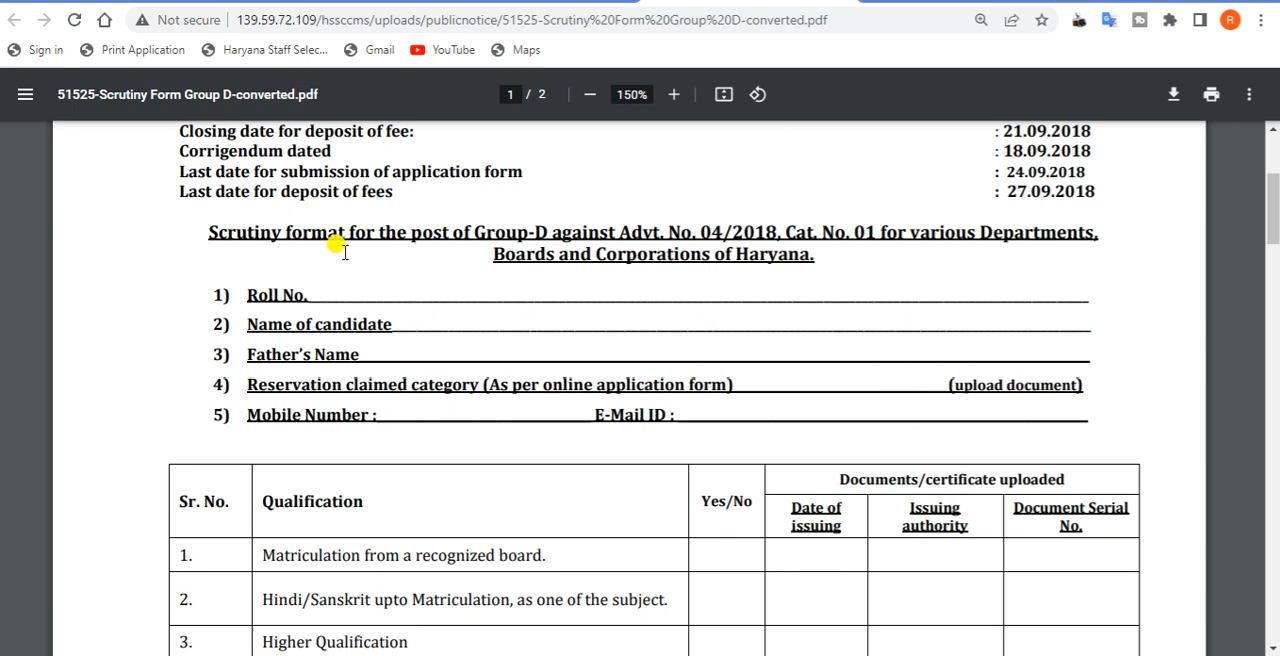 Not secure 139.59.72.109/hssccms/uploads/publicnotice/51525-Scrutiny%20Form%20Group%20D-converted.pdf R
Sign in Print Application Haryana Staff Selec... Gmail YouTube Maps
51525-Scrutiny Form Group D-converted.pdf 1 / 2 150%
Closing date for deposit of fee: : 21.09.2018
Corrigendum dated : 18.09.2018
Last date for submission of application form : 24.09.2018
Last date for deposit of fees : 27.09.2018
Scrutiny format for the post of Group-D against Advt. No. 04/2018, Cat. No. 01 for various Departments,
Boards and Corporations of Haryana.
1) Roll No.
2) Name of candidate
3) Father's Name
4) Reservation claimed category (As per online application form) (upload document)
5) Mobile Number : E-Mail ID :
Sr. No. Qualification Yes/No Documents/certificate uploaded
Date of issuing Issuing authority Document Serial No.
1. Matriculation from a recognized board.
2. Hindi/Sanskrit upto Matriculation, as one of the subject.
3. Higher Qualification